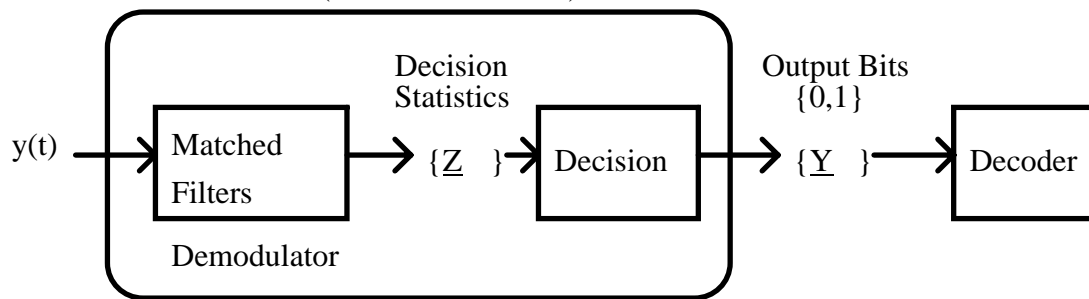 Decision
Statistics
Output Bits
{0,1}
y(t)
Matched
Filters
{Z }
Decision
{Y }
Decoder
Demodulator